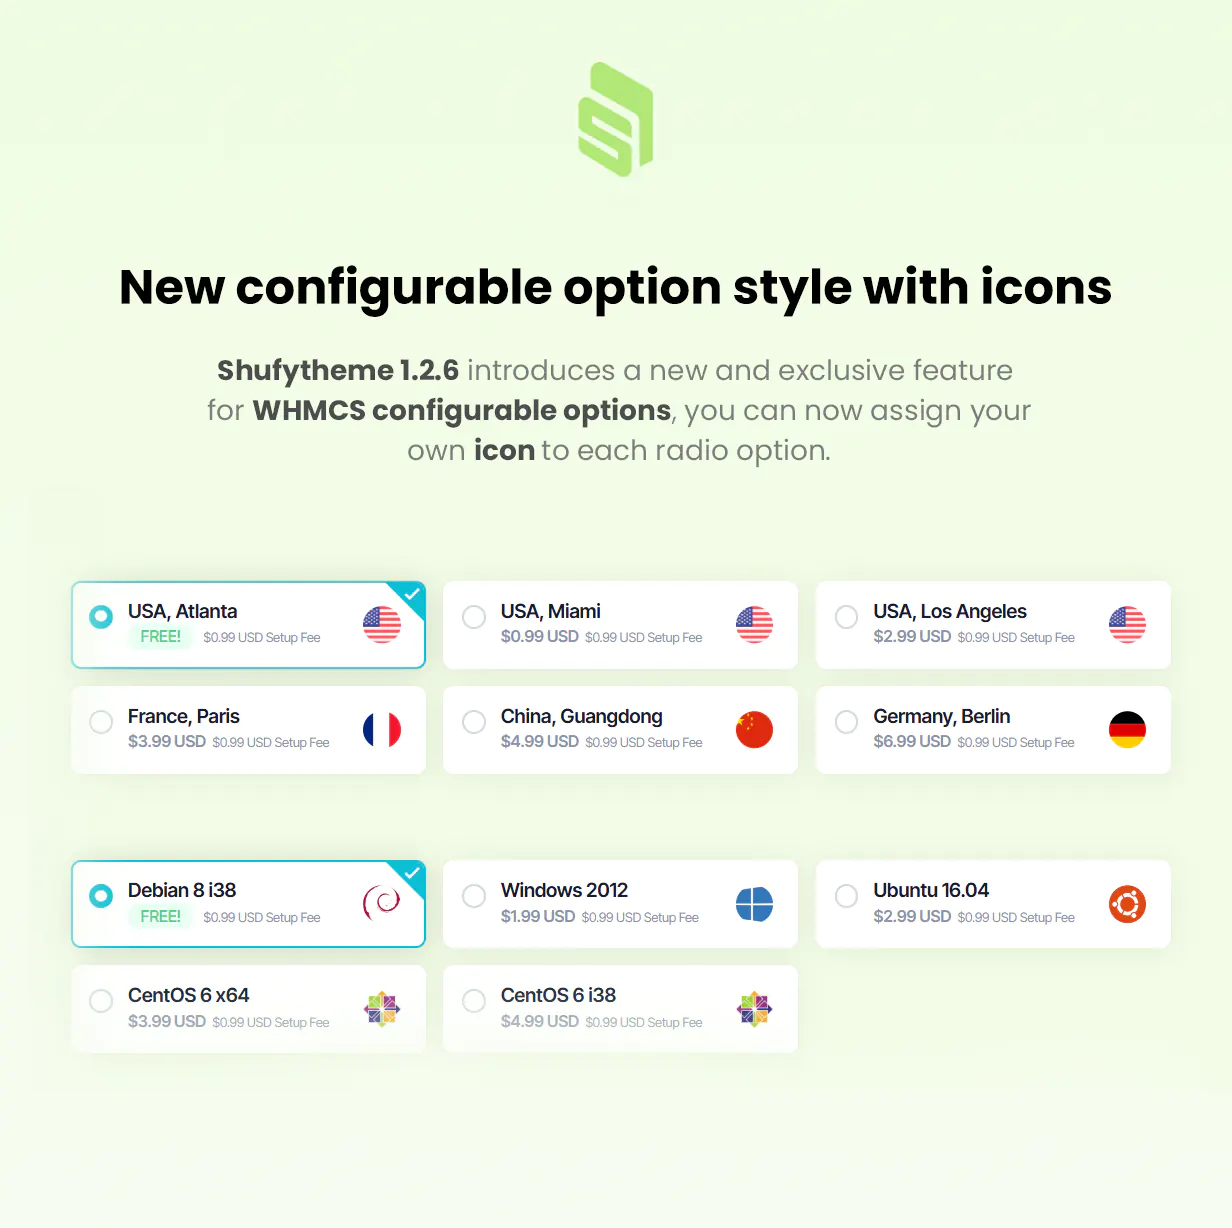 New configurable option style with icons
Shufytheme 1.2.6 introduces a new and exclusive feature
for WHMCS configurable options, you can now assign your
own icon to each radio option.
USA, Atlanta
FREE! $0.99 USD Setup Fee
USA, Miami
$0.99 USD $0.99 USD Setup Fee
USA, Los Angeles
$2.99 USD $0.99 USD Setup Fee
France, Paris
$3.99 USD $0.99 USD Setup Fee
China, Guangdong
$4.99 USD $0.99 USD Setup Fee
Germany, Berlin
$6.99 USD $0.99 USD Setup Fee
Debian 8 i38
FREE! $0.99 USD Setup Fee
Windows 2012
$1.99 USD $0.99 USD Setup Fee
Ubuntu 16.04
$2.99 USD $0.99 USD Setup Fee
CentOS 6 x64
$3.99 USD $0.99 USD Setup Fee
CentOS 6 i38
$4.99 USD $0.99 USD Setup Fee